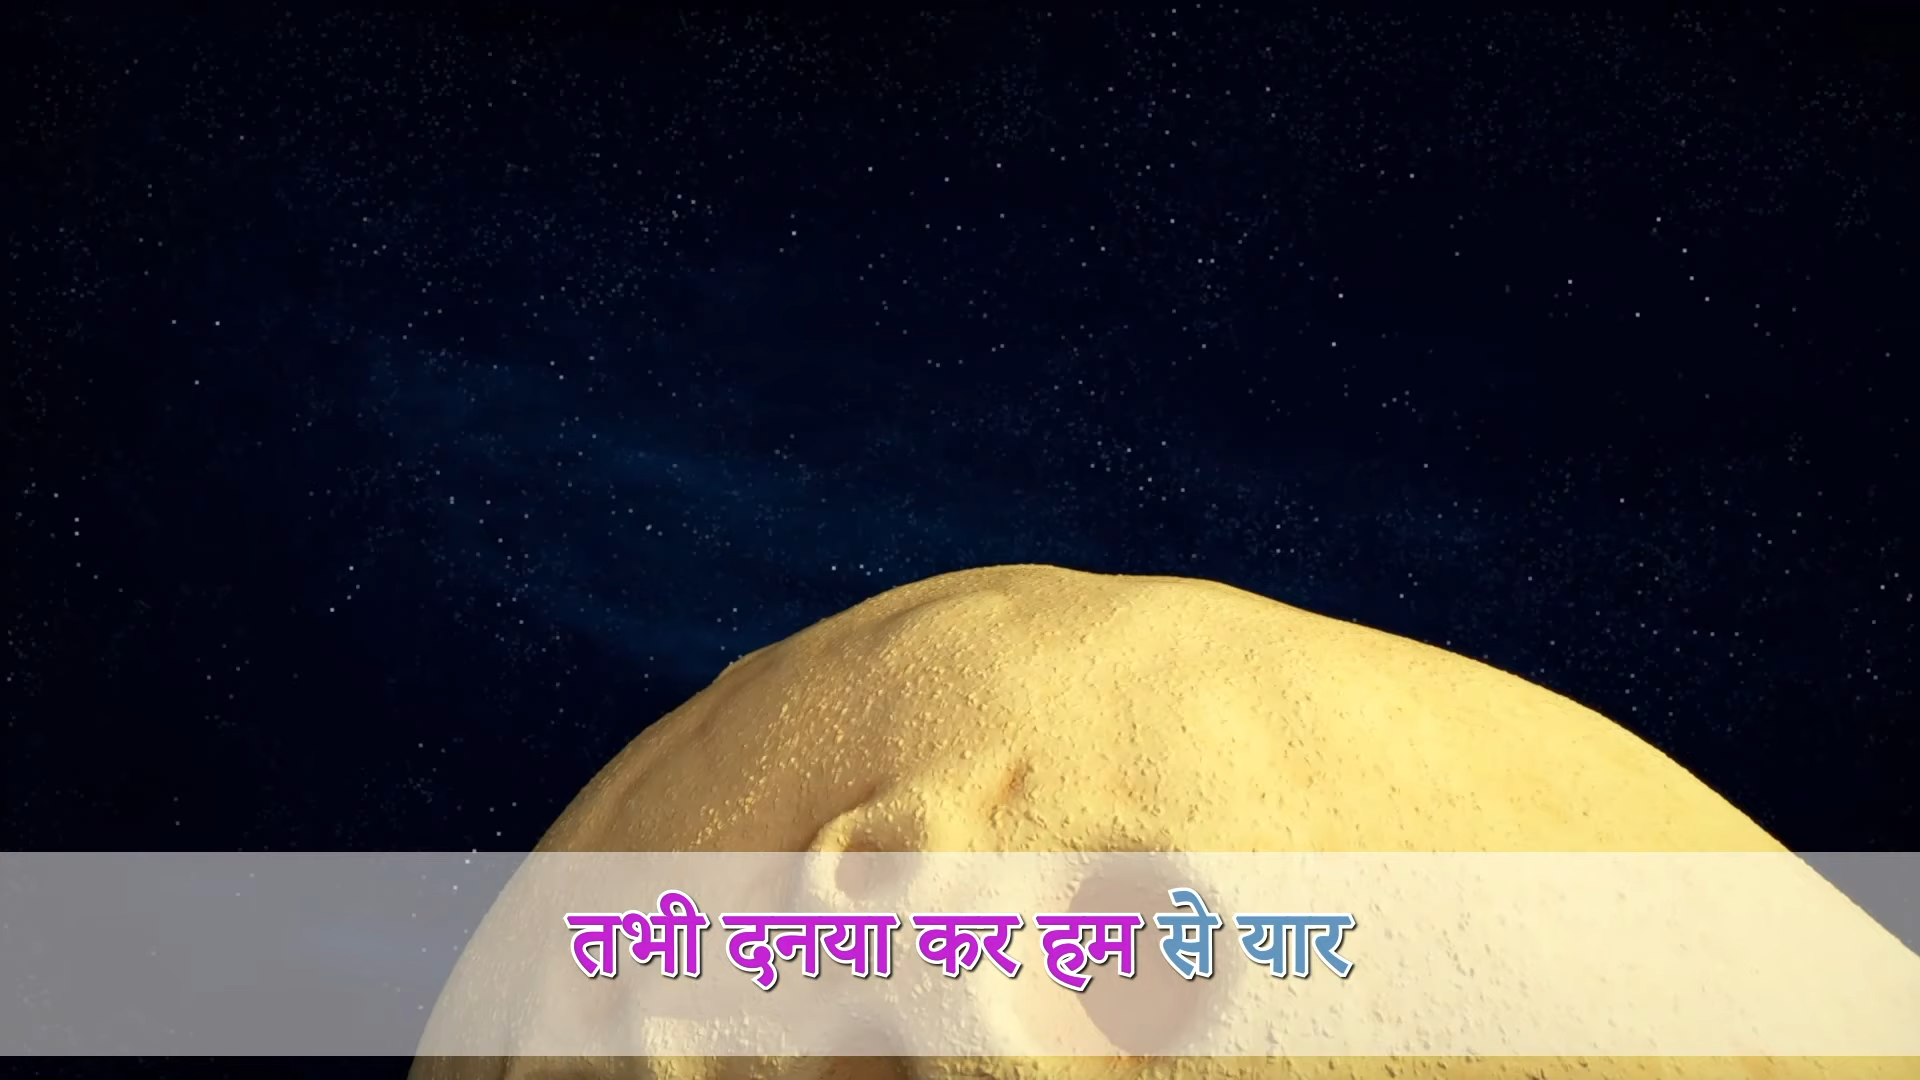 तभी दनया कर हम से यार